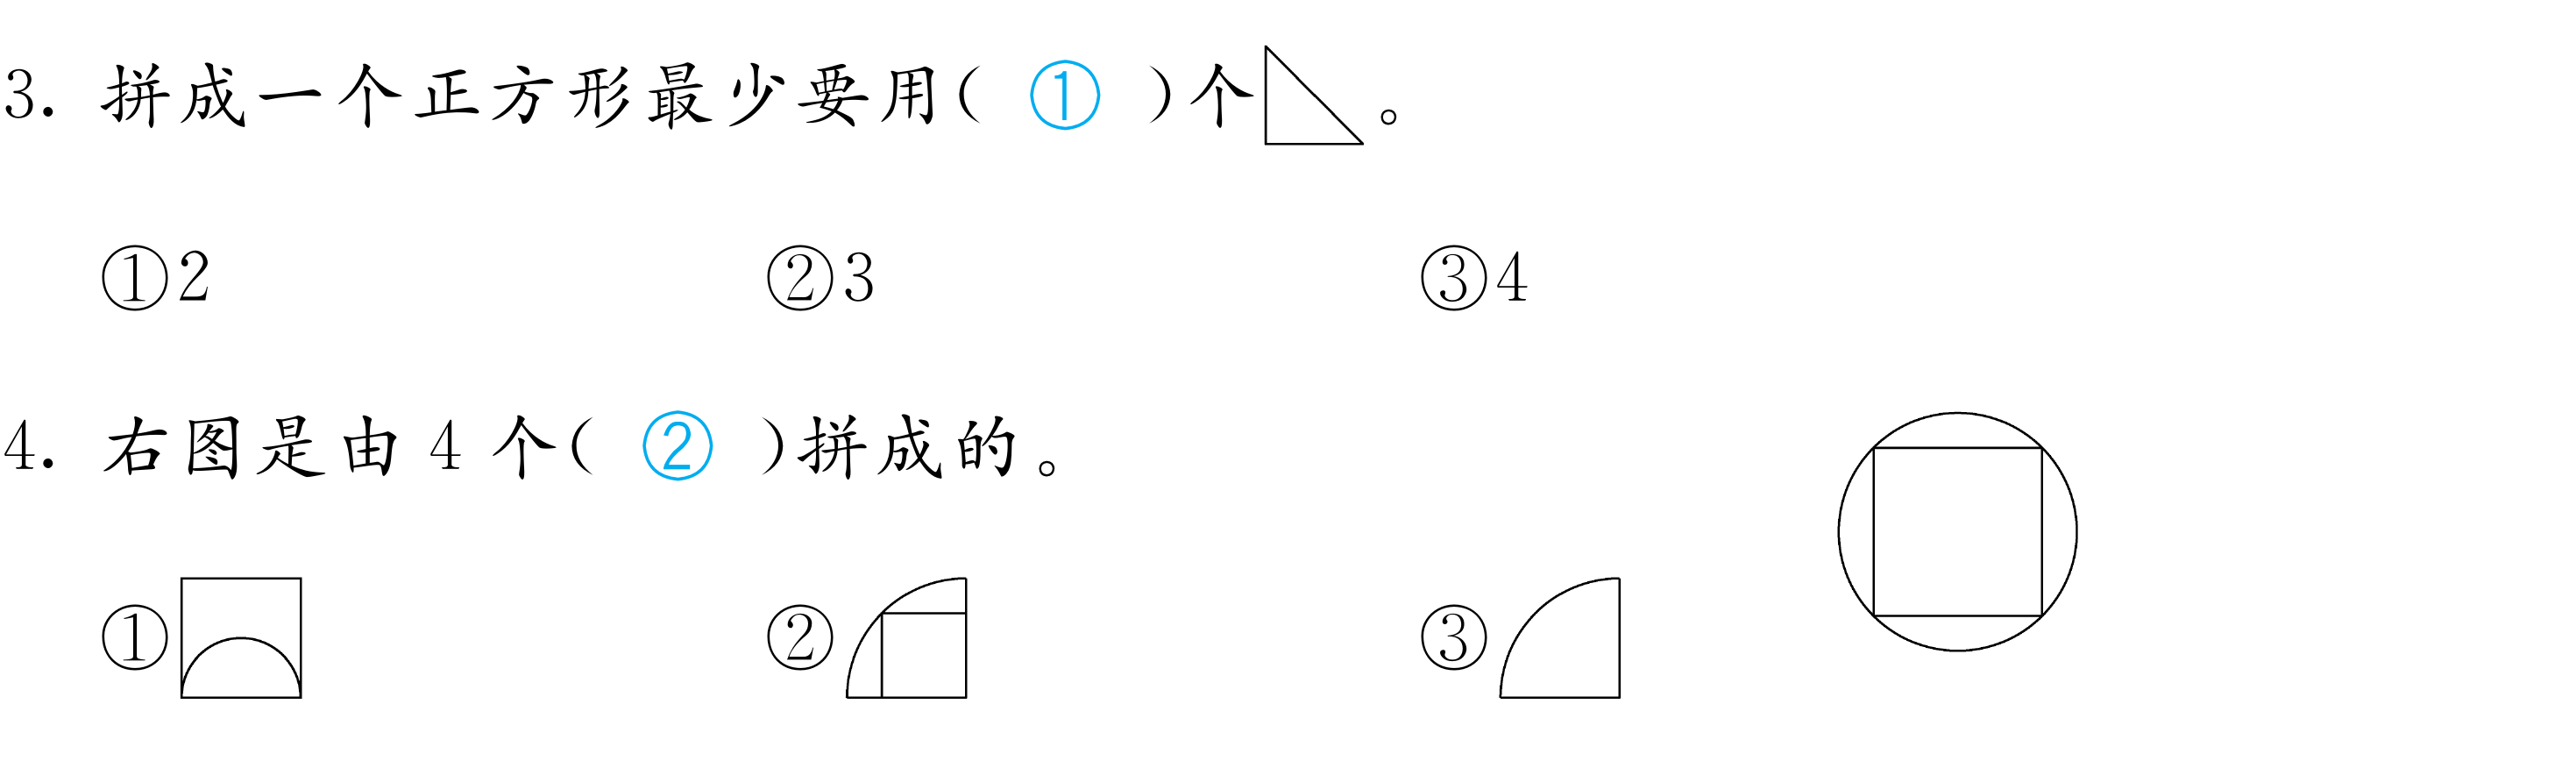 3. 拼成一个正方形最少要用( ① )个。
①2 ②3 ③4
4. 右图是由 4 个( ② )拼成的。
① ② ③